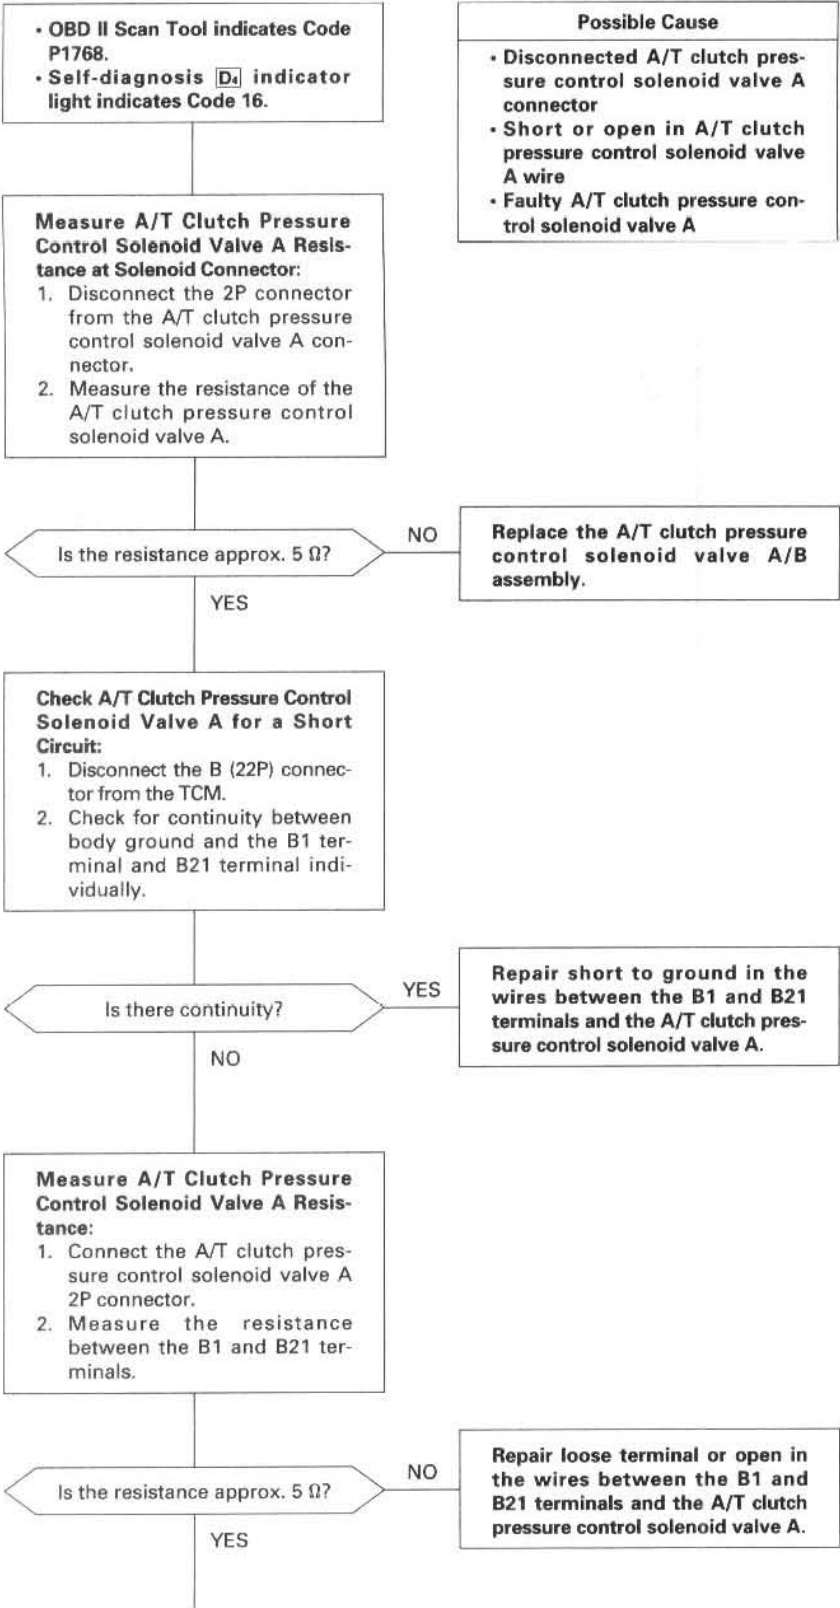 • OBD II Scan Tool indicates Code
P1768.
• Self-diagnosis D4 indicator
light indicates Code 16.
Possible Cause
• Disconnected A/T clutch pres-
sure control solenoid valve A
connector
• Short or open in A/T clutch
pressure control solenoid valve
A wire
• Faulty A/T clutch pressure con-
trol solenoid valve A
Measure A/T Clutch Pressure
Control Solenoid Valve A Resis-
tance at Solenoid Connector:
1. Disconnect the 2P connector
from the A/T clutch pressure
control solenoid valve A con-
nector.
2. Measure the resistance of the
A/T clutch pressure control
solenoid valve A.
Is the resistance approx. 5 Ω?
NO
Replace the A/T clutch pressure
control solenoid valve A/B
assembly.
YES
Check A/T Clutch Pressure Control
Solenoid Valve A for a Short
Circuit:
1. Disconnect the B (22P) connec-
tor from the TCM.
2. Check for continuity between
body ground and the B1 ter-
minal and B21 terminal indi-
vidually.
Is there continuity?
YES
Repair short to ground in the
wires between the B1 and B21
terminals and the A/T clutch pres-
sure control solenoid valve A.
NO
Measure A/T Clutch Pressure
Control Solenoid Valve A Resis-
tance:
1. Connect the A/T clutch pres-
sure control solenoid valve A
2P connector.
2. Measure the resistance
between the B1 and B21 ter-
minals.
Is the resistance approx. 5 Ω?
NO
Repair loose terminal or open in
the wires between the B1 and
B21 terminals and the A/T clutch
pressure control solenoid valve A.
YES